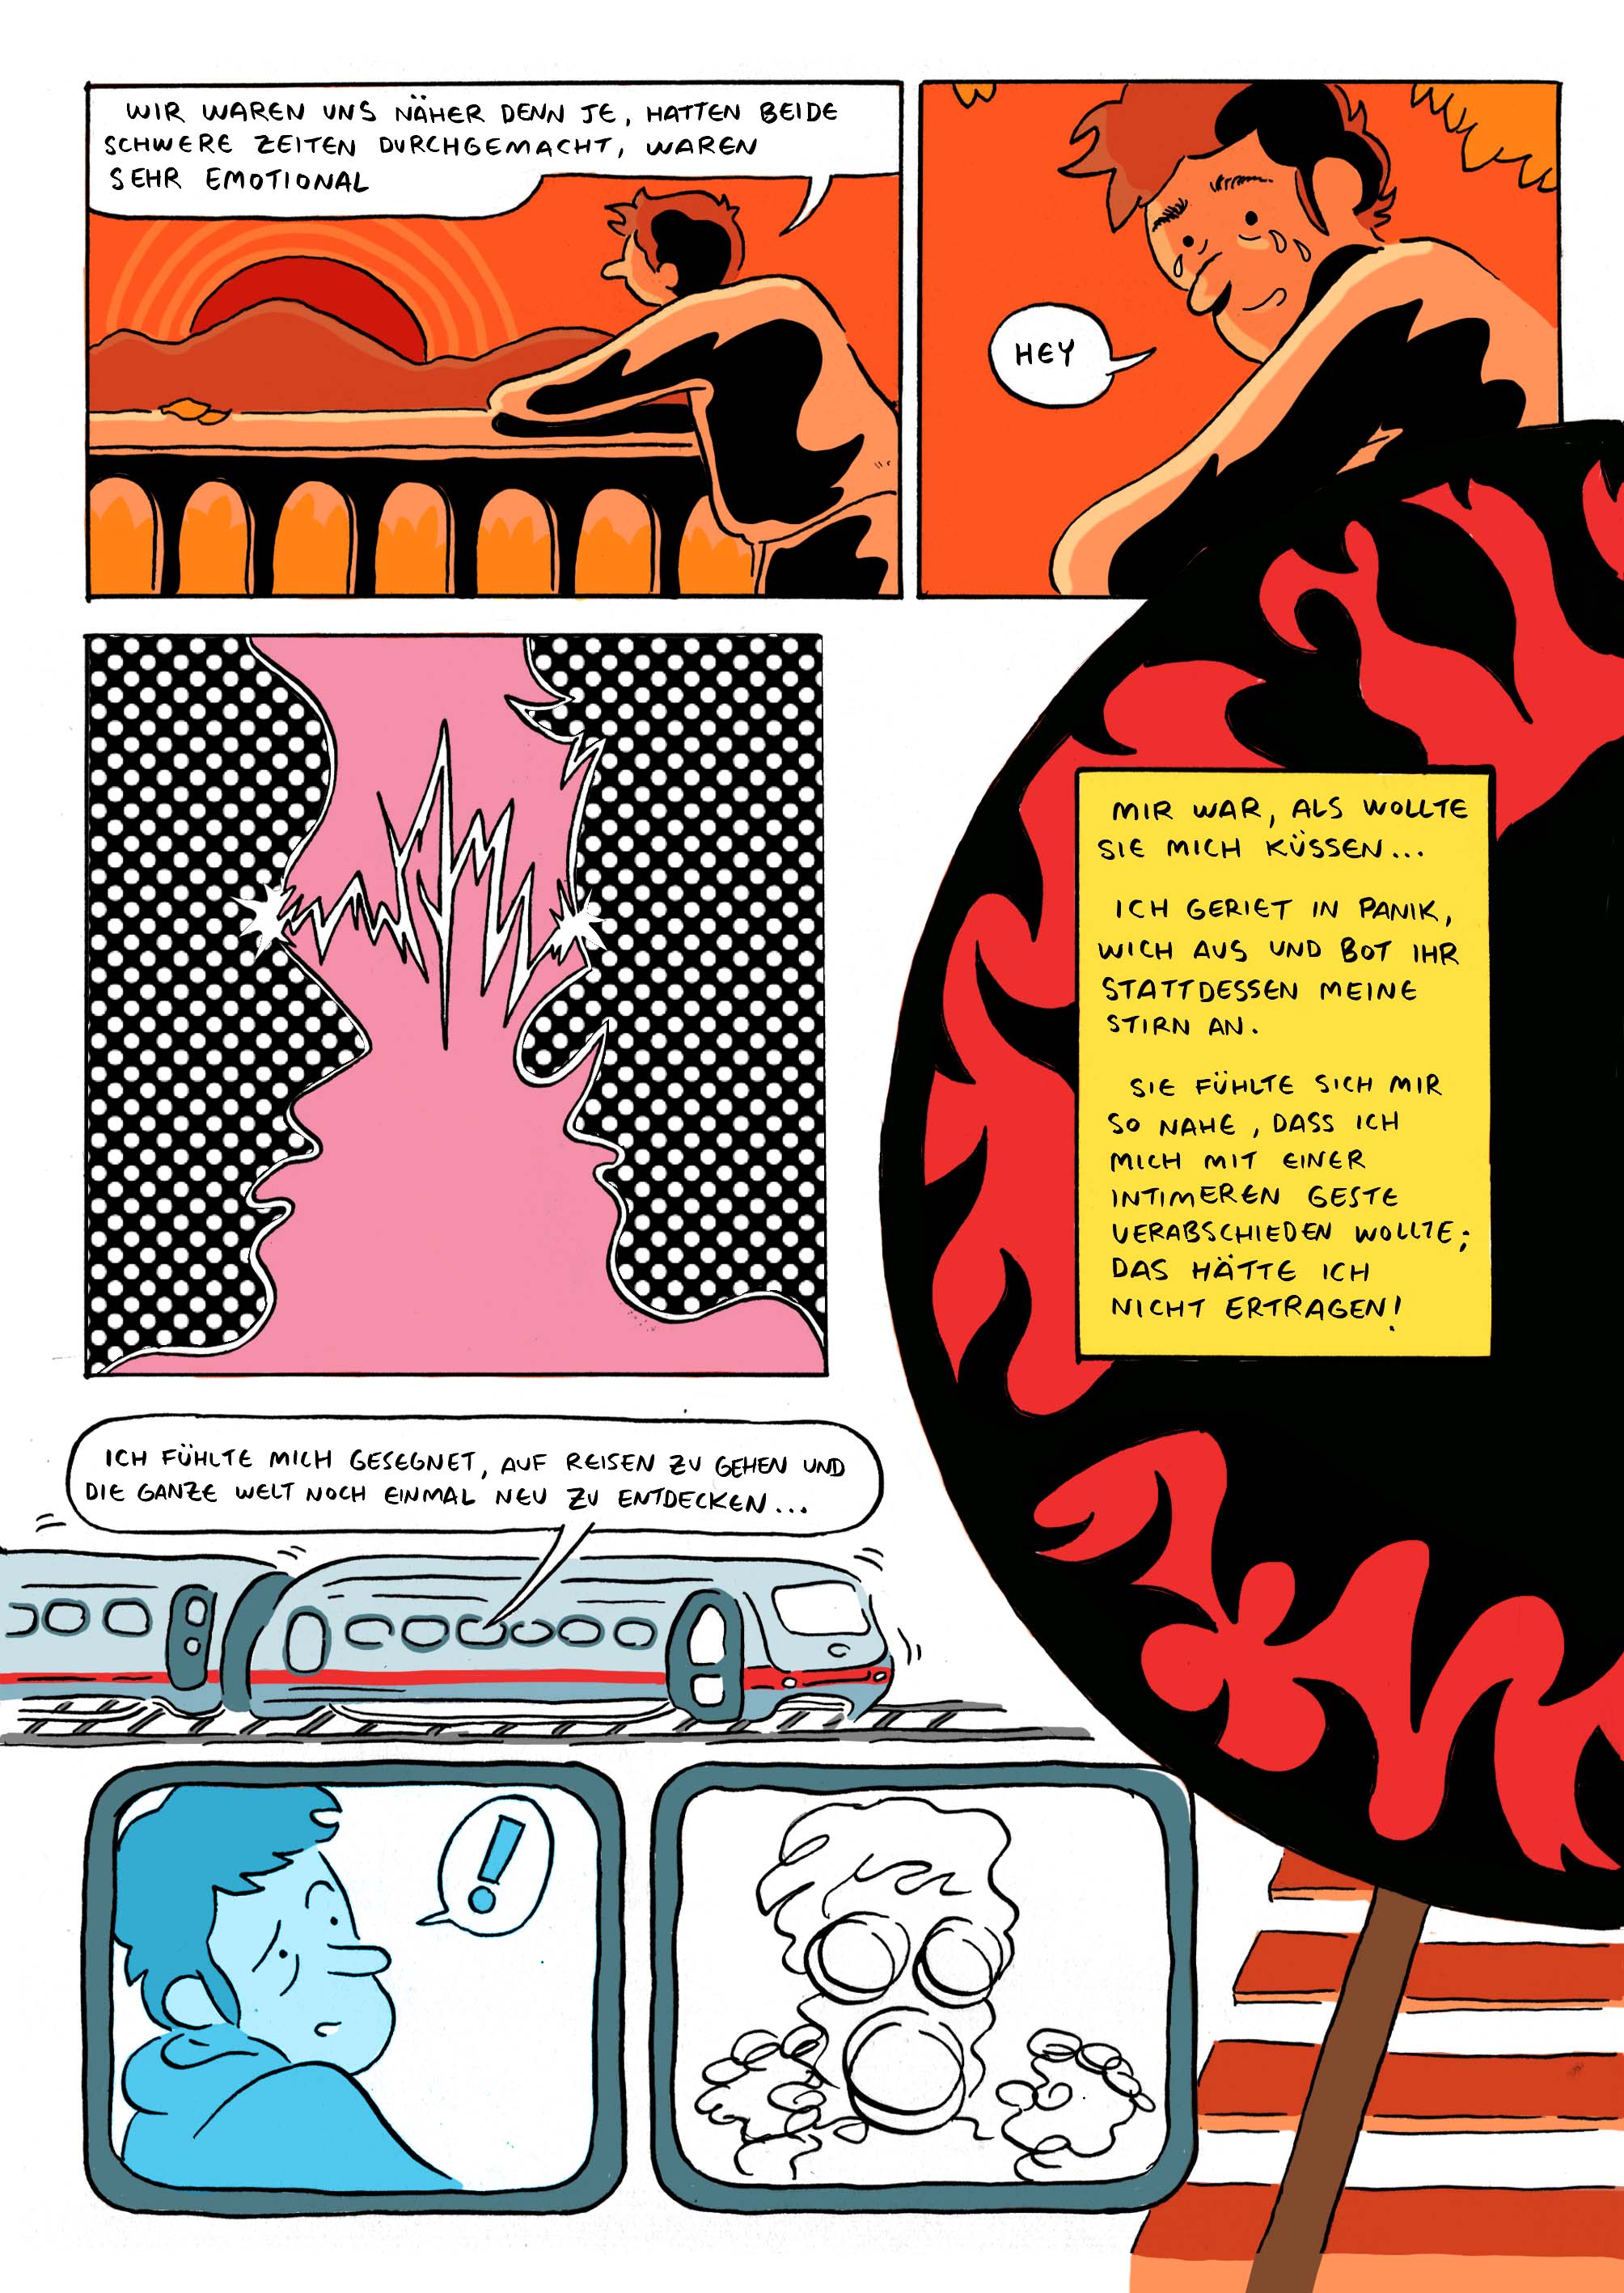 WIR WAREN UNS NÄHER DENN JE, HATTEN BEIDE
SCHWERE ZEITEN DURCHGEMACHT, WAREN
SEHR EMOTIONAL
HEY
MIR WAR, ALS WOLLTE
SIE MICH KÜSSEN...
ICH GERIET IN PANIK,
WICH AUS UND BOT IHR
STATTDESSEN MEINE
STIRN AN.
SIE FÜHLTE SICH MIR
SO NAHE, DASS ICH
MICH MIT EINER
INTIMEREN GESTE
VERABSCHIEDEN WOLLTE;
DAS HÄTTE ICH
NICHT ERTRAGEN!
ICH FÜHLTE MICH GESEGNET, AUF REISEN ZU GEHEN UND
DIE GANZE WELT NOCH EINMAL NEU ZU ENTDECKEN...
!